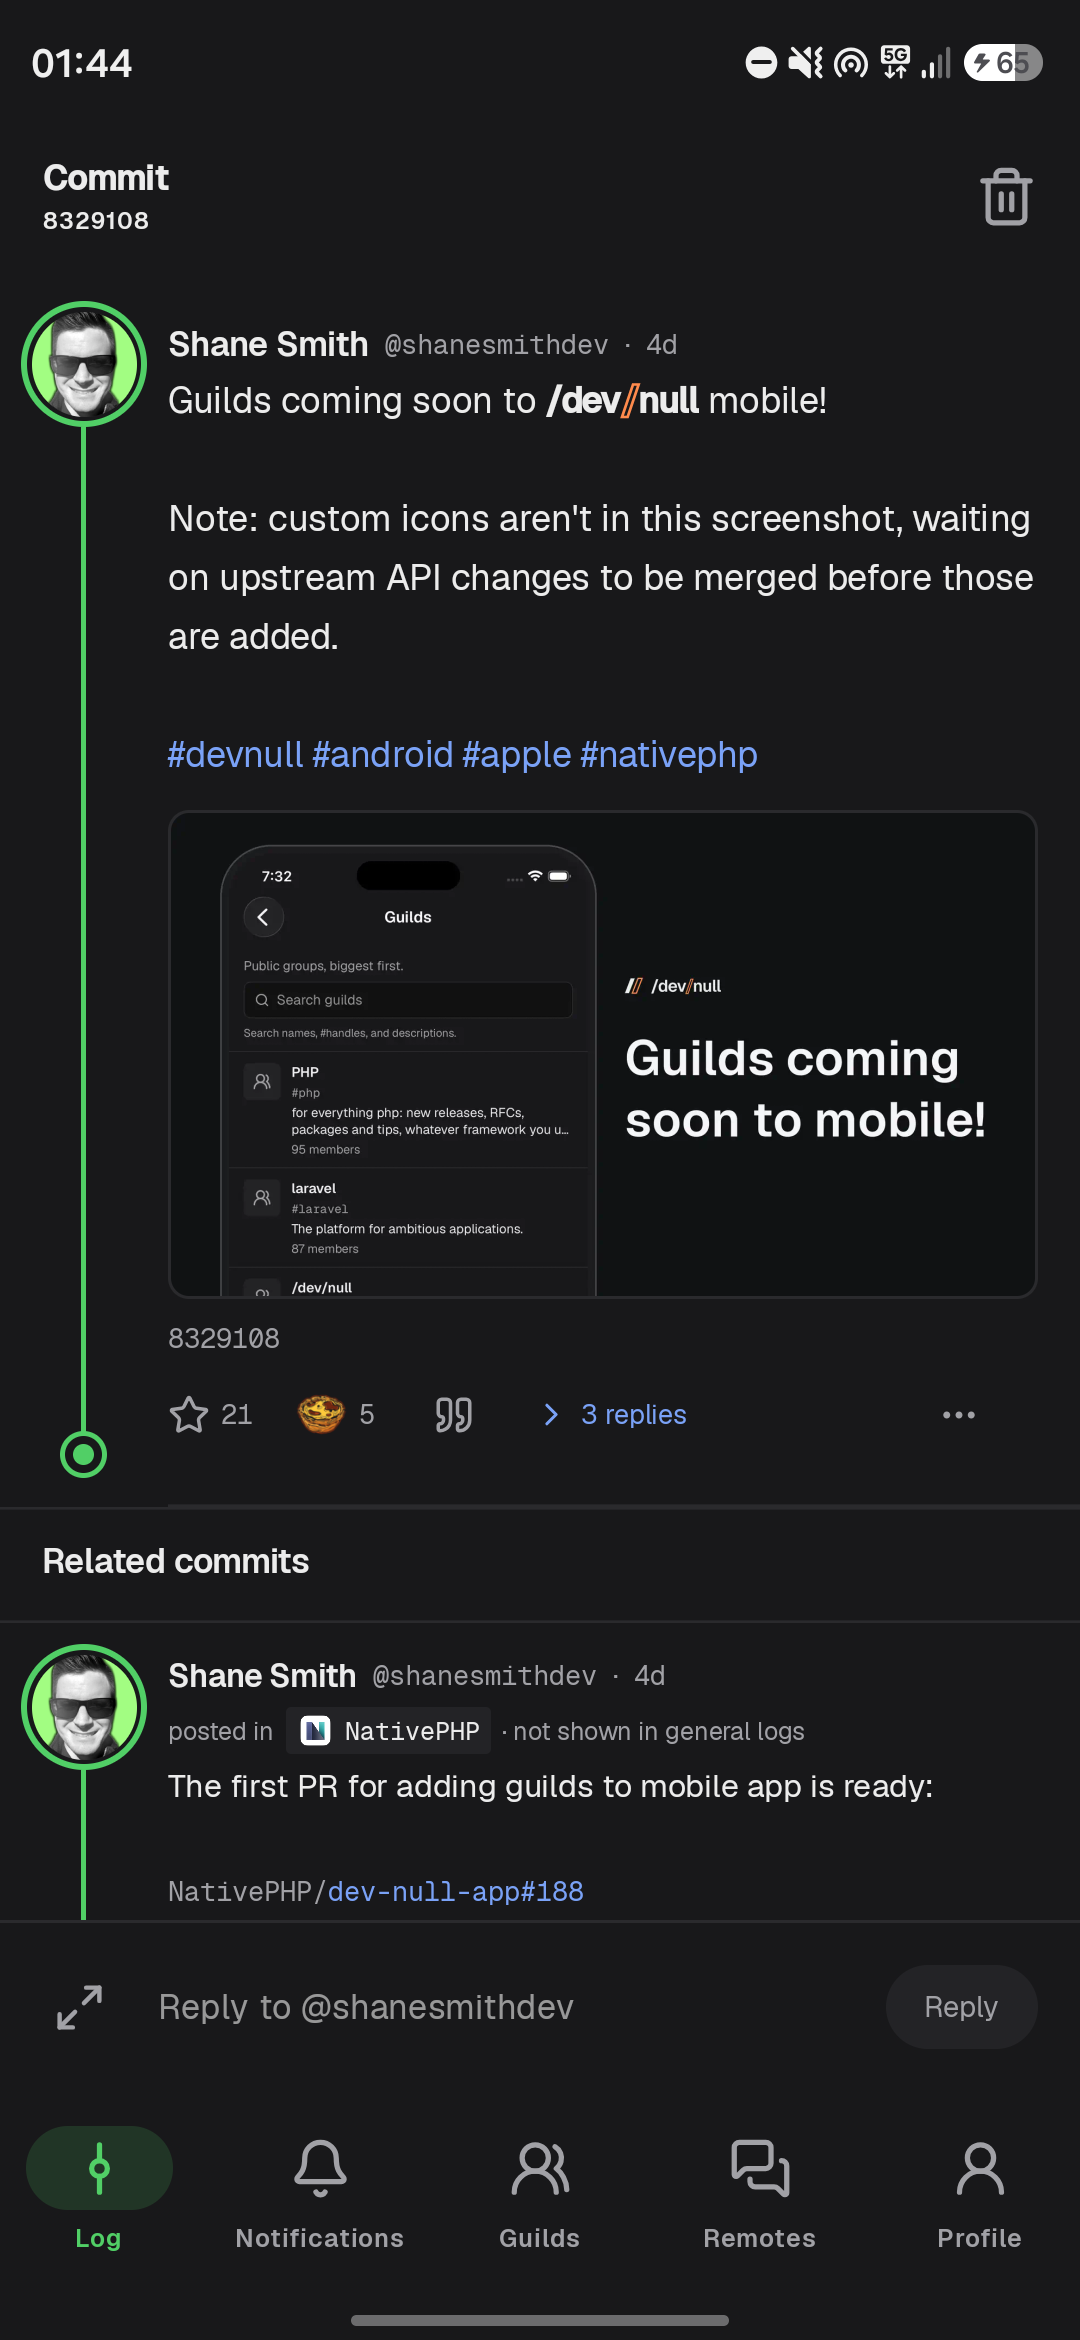 01:44
5G
65
Commit
8329108
Shane Smith @shanesmithdev · 4d
Guilds coming soon to /dev//null mobile!
Note: custom icons aren't in this screenshot, waiting
on upstream API changes to be merged before those
are added.
#devnull #android #apple #nativephp
7:32
Guilds
Public groups, biggest first.
Search guilds
Search names, #handles, and descriptions.
PHP
#php
for everything php: new releases, RFCs,
packages and tips, whatever framework you u...
95 members
laravel
#laravel
The platform for ambitious applications.
87 members
/dev/null
// /dev//null
Guilds coming
soon to mobile!
8329108
21 5 3 replies
Related commits
Shane Smith @shanesmithdev · 4d
posted in NativePHP · not shown in general logs
The first PR for adding guilds to mobile app is ready:
NativePHP/dev-null-app#188
Reply to @shanesmithdev
Reply
Log Notifications Guilds Remotes Profile